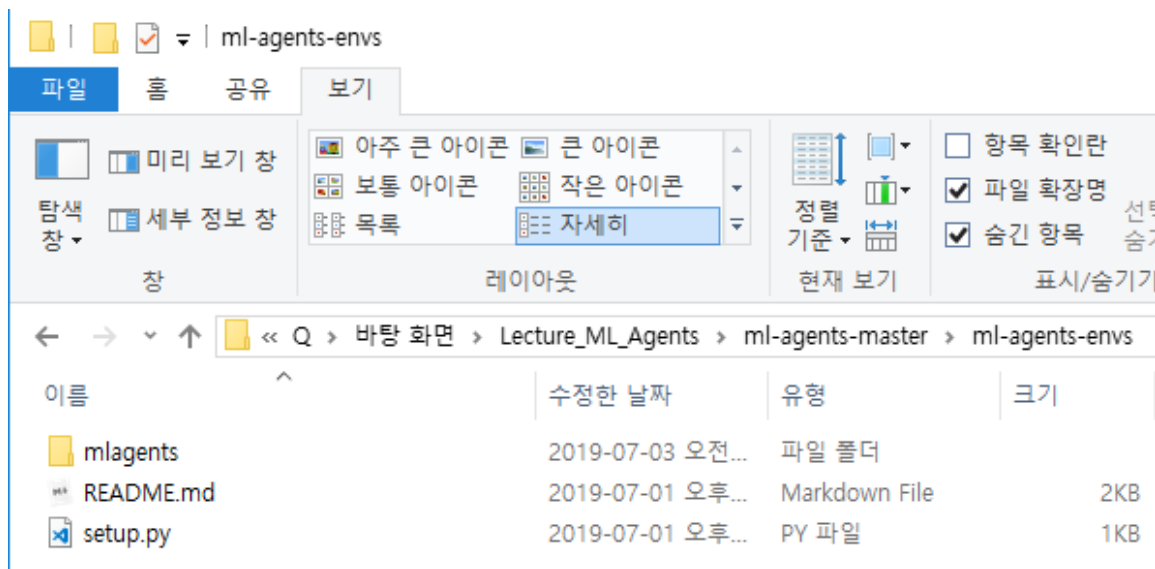 ml-agents-envs
파일 홈 공유 보기
아주 큰 아이콘 큰 아이콘 항목 확인란
미리 보기 창 보통 아이콘 작은 아이콘 파일 확장명
탐색 창 세부 정보 창 목록 자세히 정렬 기준 숨긴 항목
창 레이아웃 현재 보기 표시/숨기기
« Q > 바탕 화면 > Lecture_ML_Agents > ml-agents-master > ml-agents-envs
이름 수정한 날짜 유형 크기
mlagents 2019-07-03 오전... 파일 폴더
README.md 2019-07-01 오후... Markdown File 2KB
setup.py 2019-07-01 오후... PY 파일 1KB